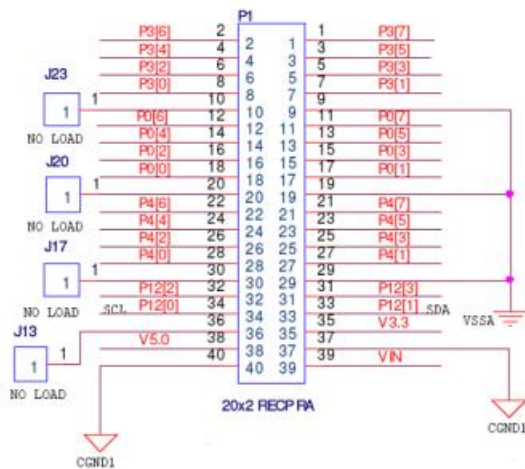 P1
P3[6] 2 1 P3[7]
2 1
P3[4] 4 3 P3[5]
4 3
P3[2] 6 5 P3[3]
6 5
J23 P3[0] 8 7 P3[1]
8 7
1 1 10 9
10 9
P0[6] 12 11 P0[7]
12 11
NO LOAD P0[4] 14 13 P0[5]
14 13
P0[2] 16 15 P0[3]
16 15
J20 P0[0] 18 17 P0[1]
18 17
1 1 20 19
20 19
P4[6] 22 21 P4[7]
22 21
NO LOAD P4[4] 24 23 P4[5]
24 23
P4[2] 26 25 P4[3]
26 25
J17 P4[0] 28 27 P4[1]
28 27
1 1 30 29
30 29
P12[2] 32 31 P12[3]
32 31
NO LOAD SCL P12[0] 34 33 P12[1] SDA VSSA
34 33
J13 36 35 V3.3
36 35
V5.0 38 37
1 1 38 37
40 39 VIN
40 39
NO LOAD
20x2 RECP RA
CGND1
CGND1